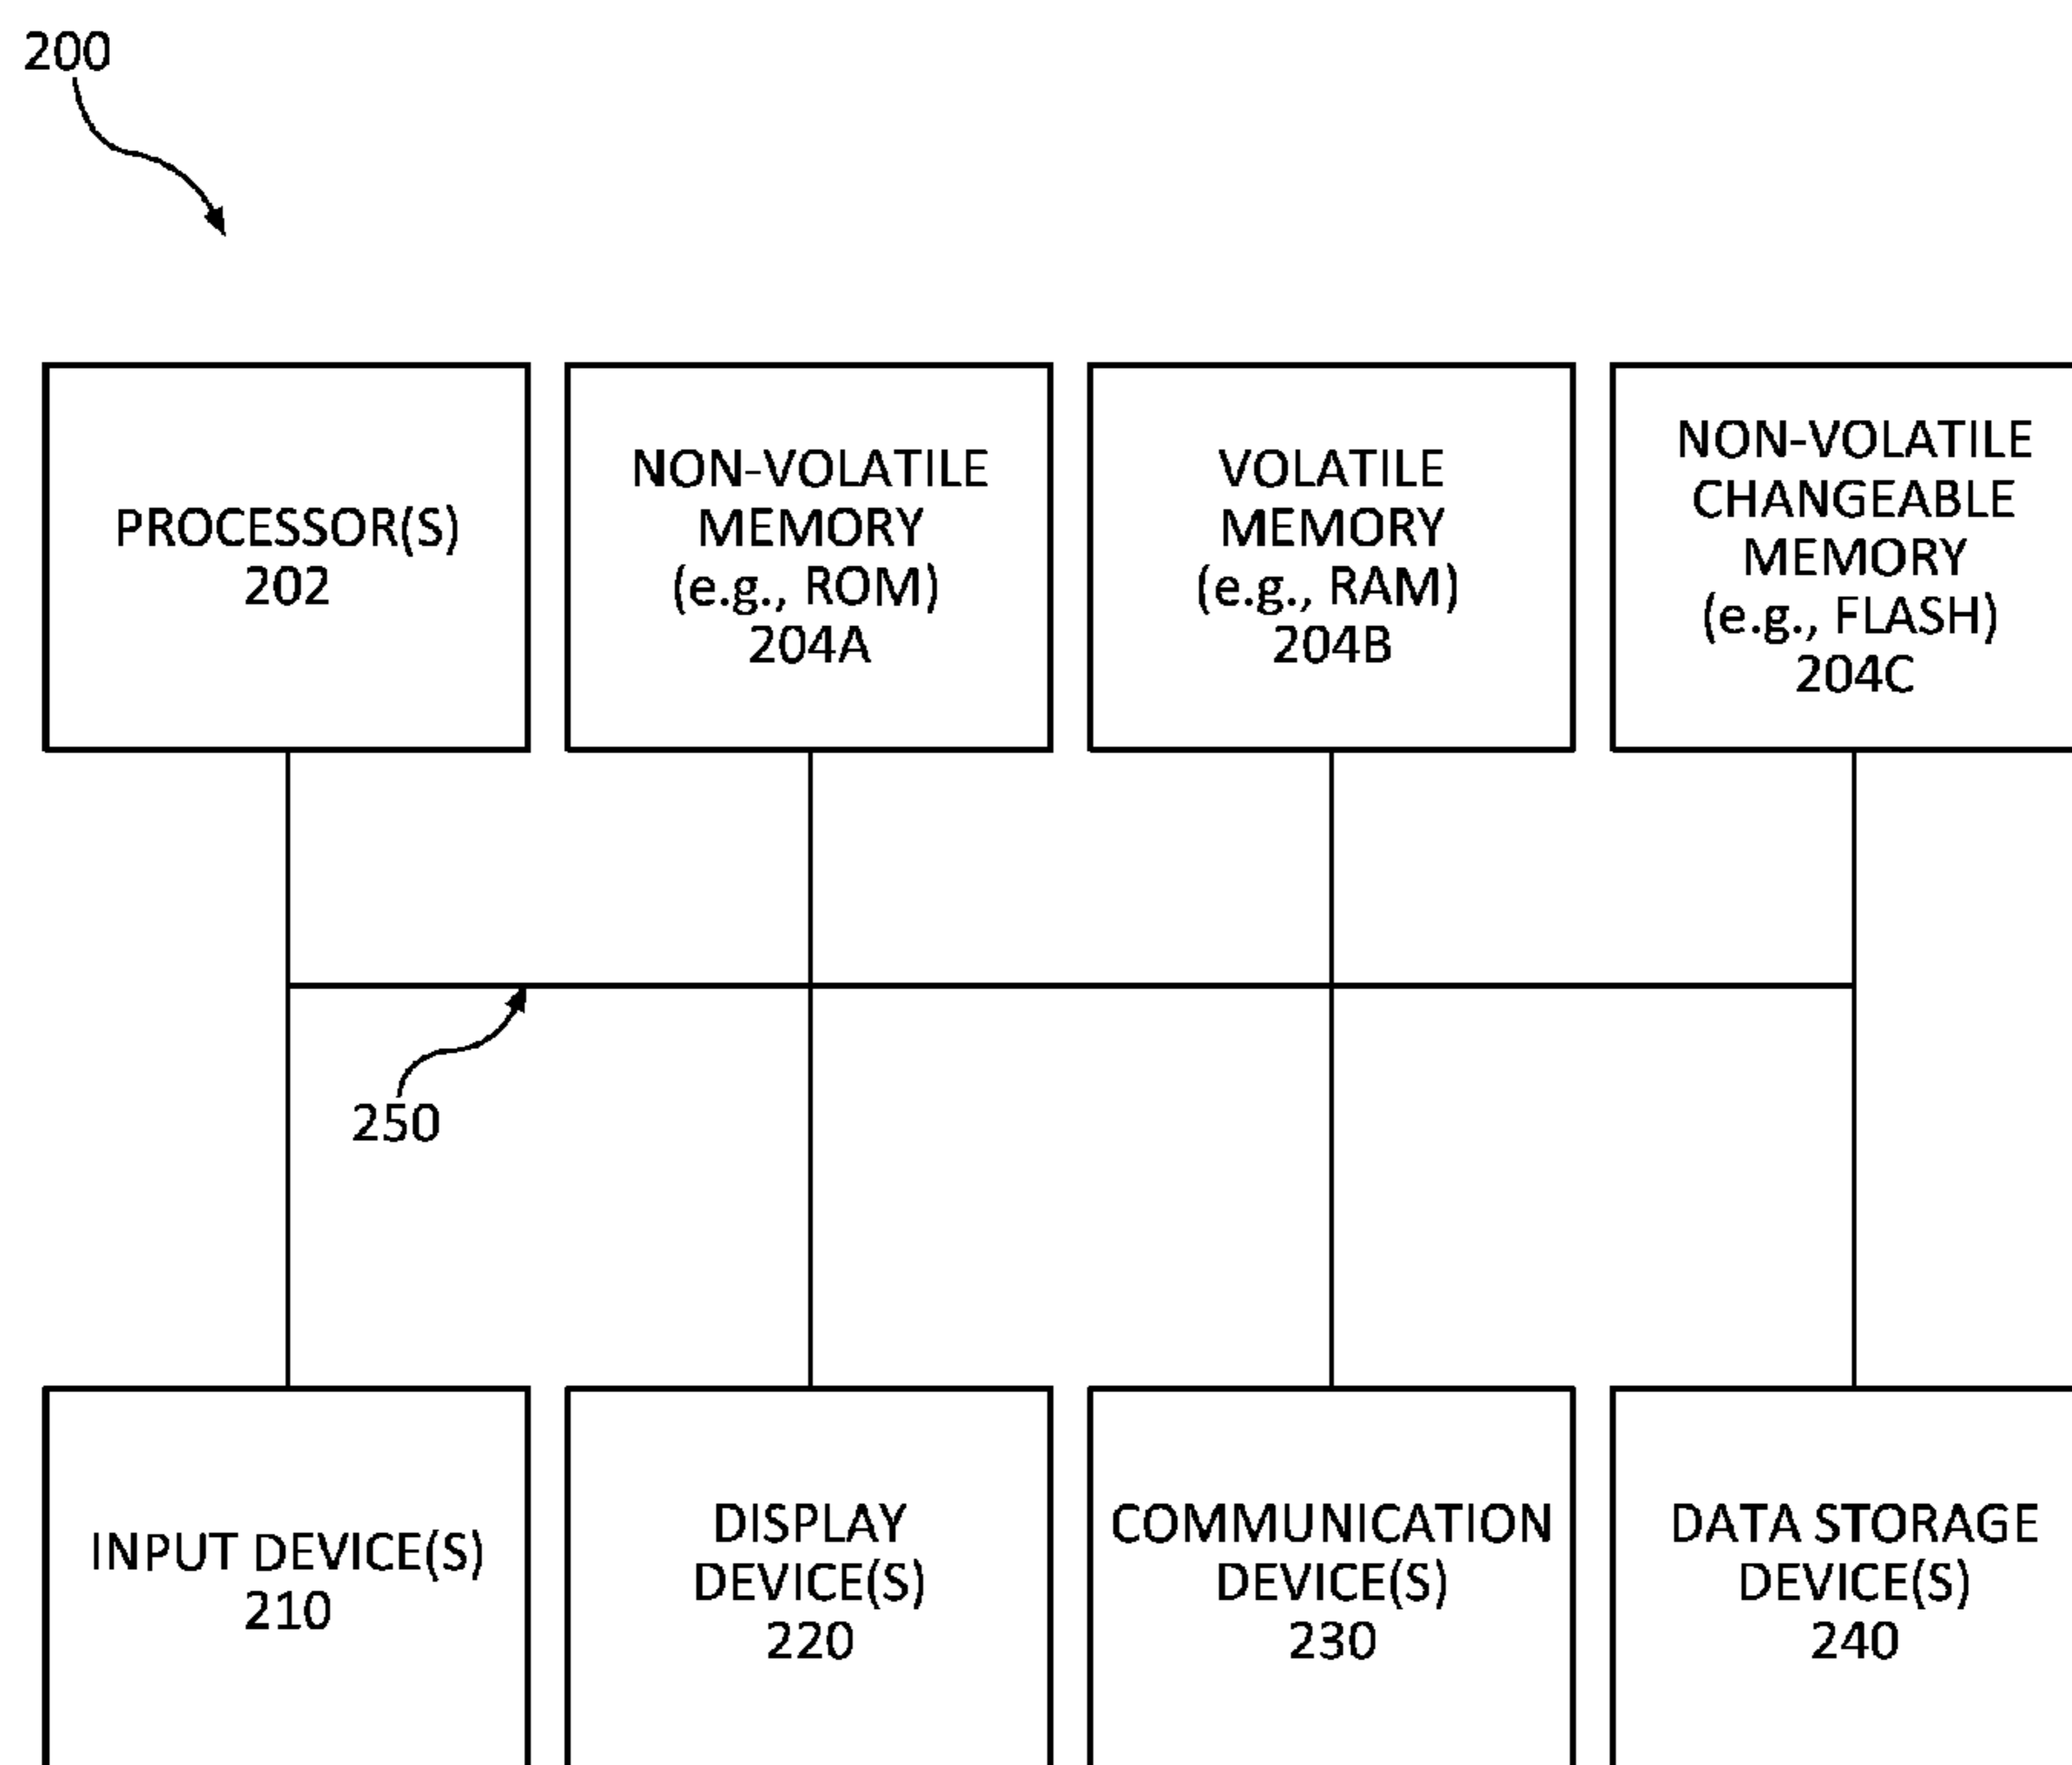 200
PROCESSOR(S)
202
NON-VOLATILE
MEMORY
(e.g., ROM)
204A
VOLATILE
MEMORY
(e.g., RAM)
204B
NON-VOLATILE
CHANGEABLE
MEMORY
(e.g., FLASH)
204C
250
INPUT DEVICE(S)
210
DISPLAY
DEVICE(S)
220
COMMUNICATION
DEVICE(S)
230
DATA STORAGE
DEVICE(S)
240